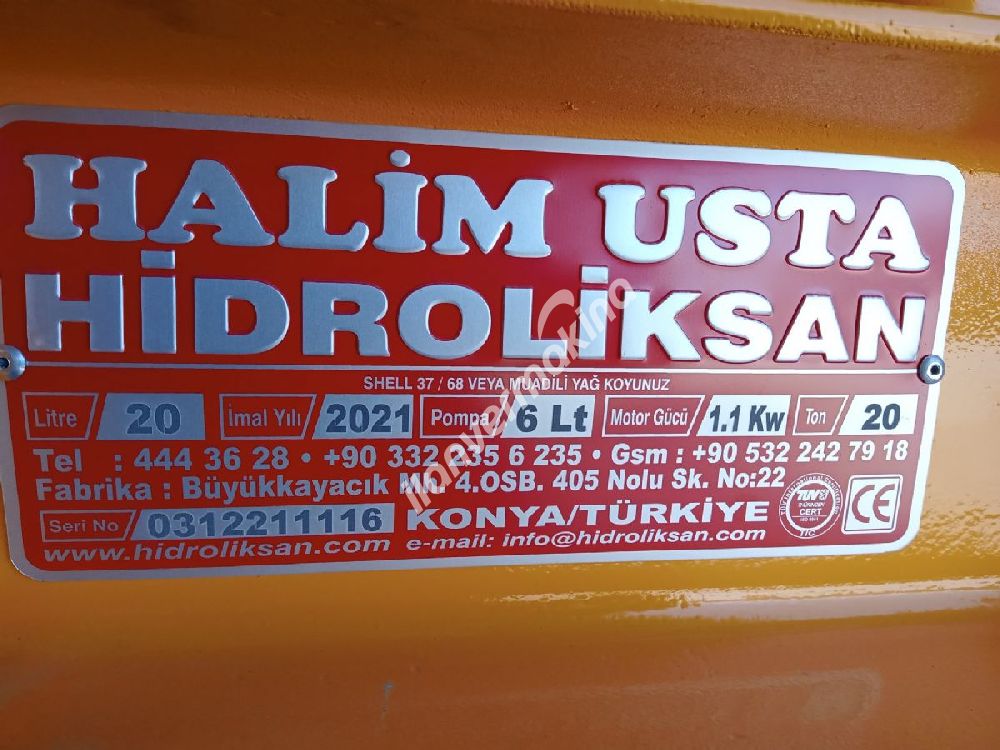 HALİM USTA
HİDROLİKSAN
SHELL 37 / 68 VEYA MUADİLİ YAĞ KOYUNUZ
Litre 20 İmal Yılı 2021 Pompa 6 Lt Motor Gücü 1.1 Kw Ton 20
Tel : 444 36 28 • +90 332 235 6 235 • Gsm : +90 532 242 79 18
Fabrika : Büyükkayacık Mh. 4.OSB. 405 Nolu Sk. No:22
Seri No 0312211116 KONYA/TÜRKİYE
www.hidroliksan.com e-mail: info@hidroliksan.com
CERT
CE
ilanvermakina